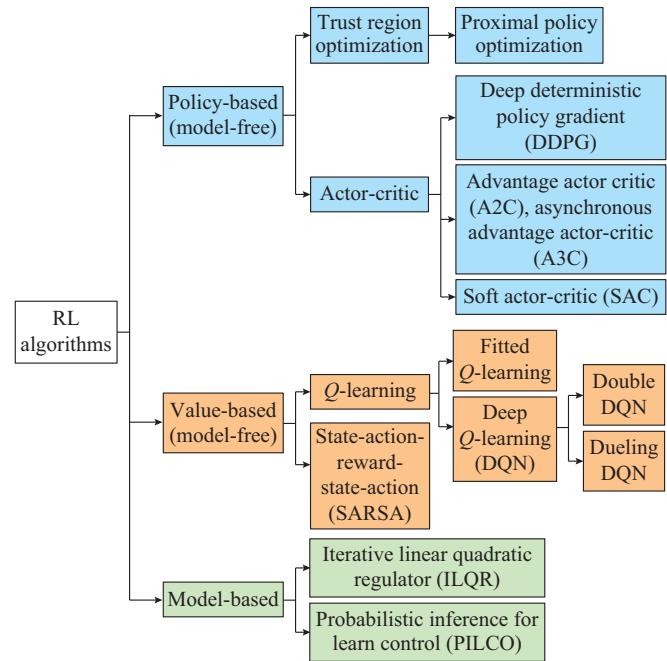 Trust region
optimization
Proximal policy
optimization
Policy-based
(model-free)
Deep deterministic
policy gradient
(DDPG)
Actor-critic
Advantage actor critic
(A2C), asynchronous
advantage actor-critic
(A3C)
Soft actor-critic (SAC)
RL
algorithms
Value-based
(model-free)
Q-learning
Fitted
Q-learning
Deep
Q-learning
(DQN)
Double
DQN
Dueling
DQN
State-action-
reward-
state-action
(SARSA)
Model-based
Iterative linear quadratic
regulator (ILQR)
Probabilistic inference for
learn control (PILCO)